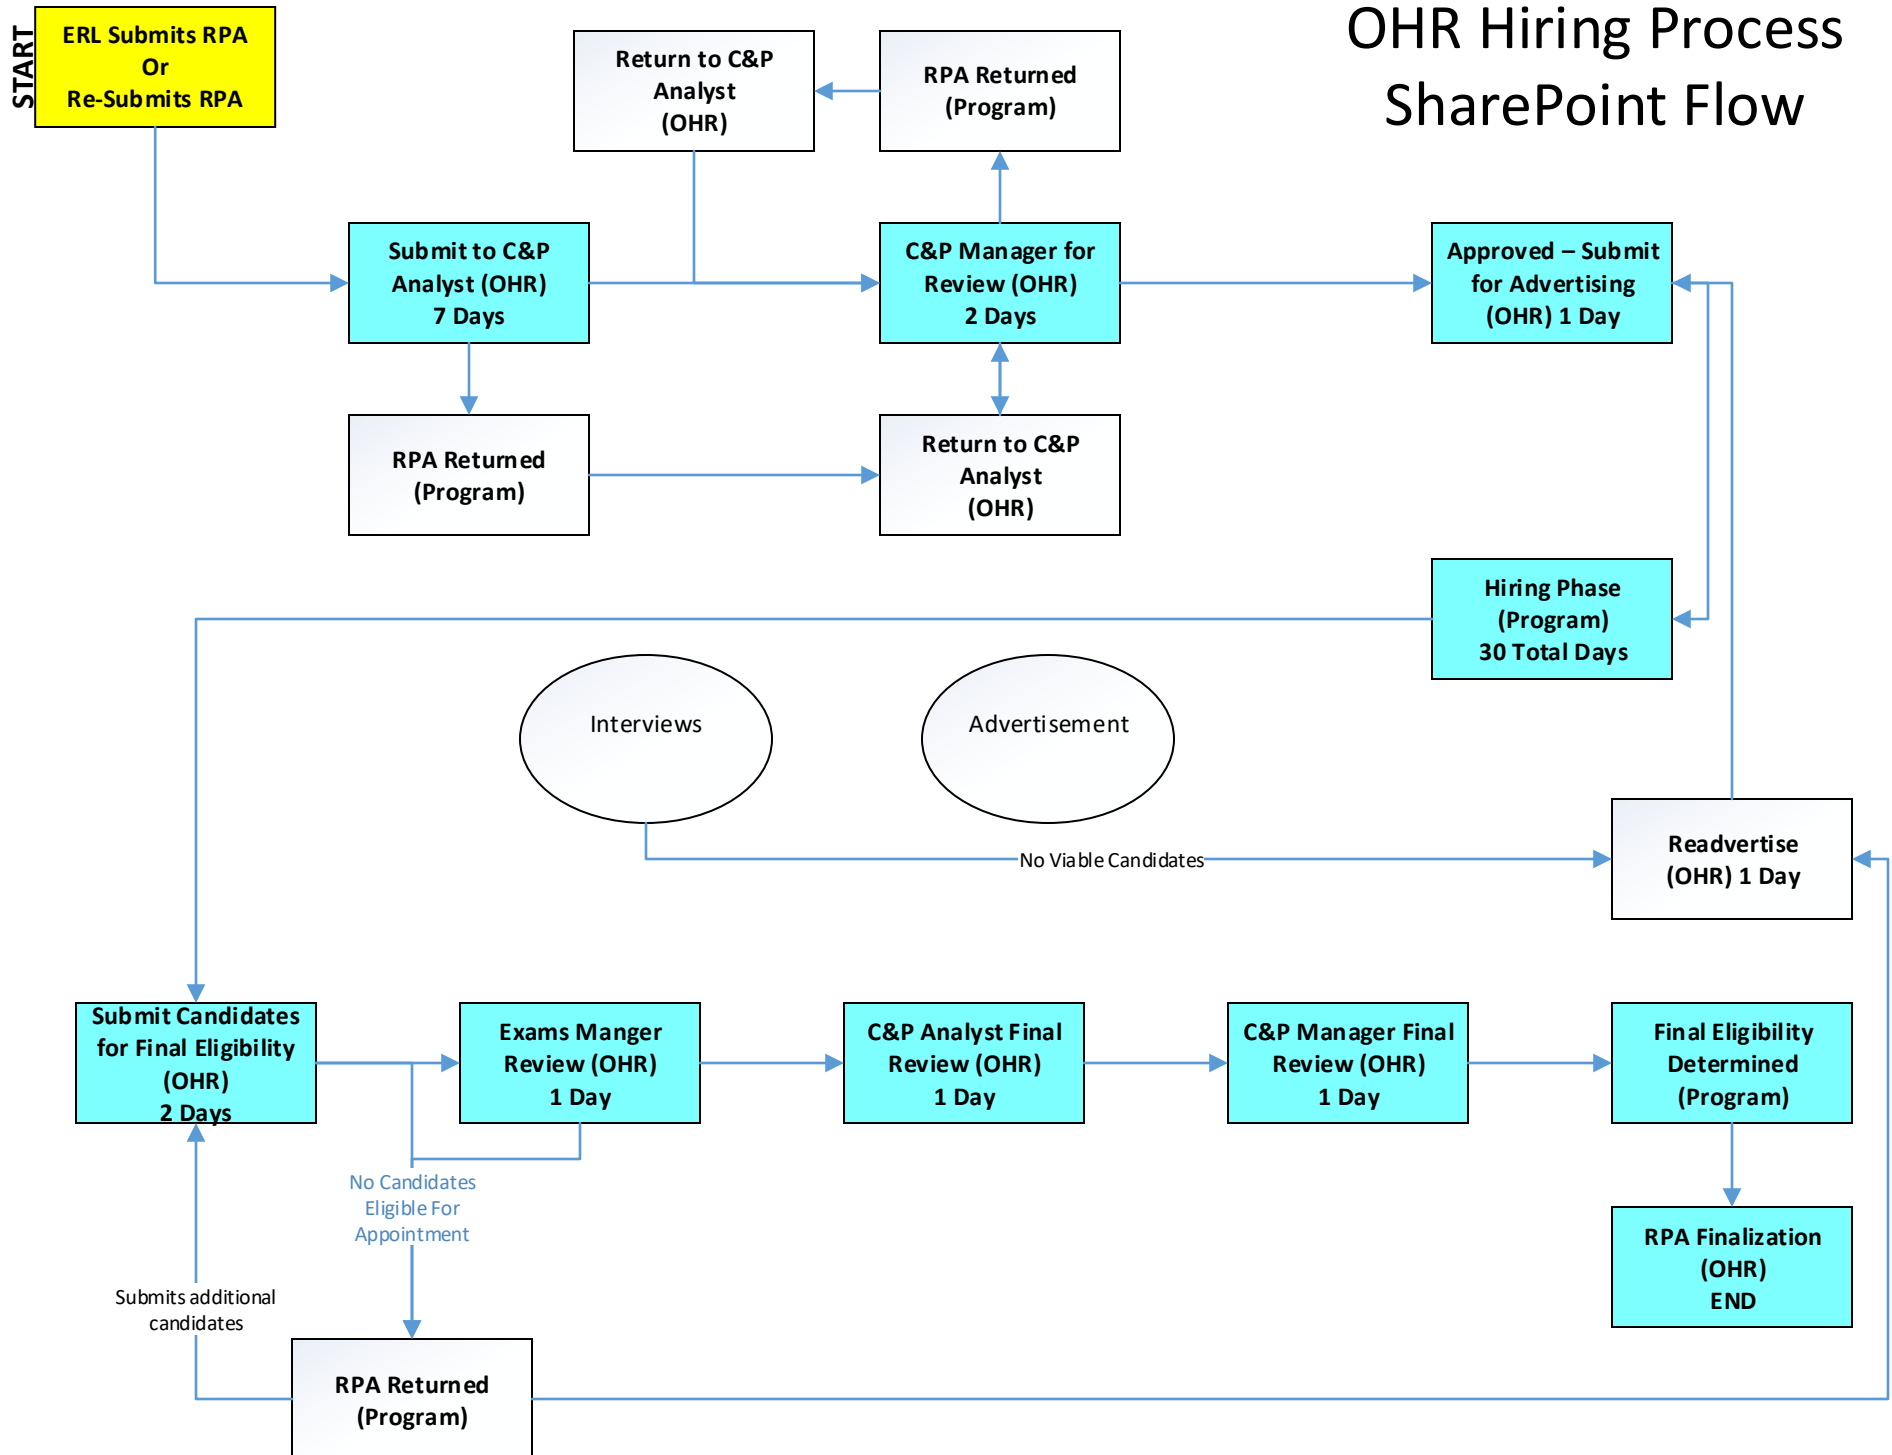 START
ERL Submits RPA
Or
Re-Submits RPA
Return to C&P
Analyst
(OHR)
RPA Returned
(Program)
OHR Hiring Process
SharePoint Flow
Submit to C&P
Analyst (OHR)
7 Days
C&P Manager for
Review (OHR)
2 Days
Approved – Submit
for Advertising
(OHR) 1 Day
RPA Returned
(Program)
Return to C&P
Analyst
(OHR)
Hiring Phase
(Program)
30 Total Days
Interviews
Advertisement
No Viable Candidates
Readvertise
(OHR) 1 Day
Submit Candidates
for Final Eligibility
(OHR)
2 Days
Exams Manger
Review (OHR)
1 Day
C&P Analyst Final
Review (OHR)
1 Day
C&P Manager Final
Review (OHR)
1 Day
Final Eligibility
Determined
(Program)
No Candidates
Eligible For
Appointment
RPA Finalization
(OHR)
END
Submits additional
candidates
RPA Returned
(Program)